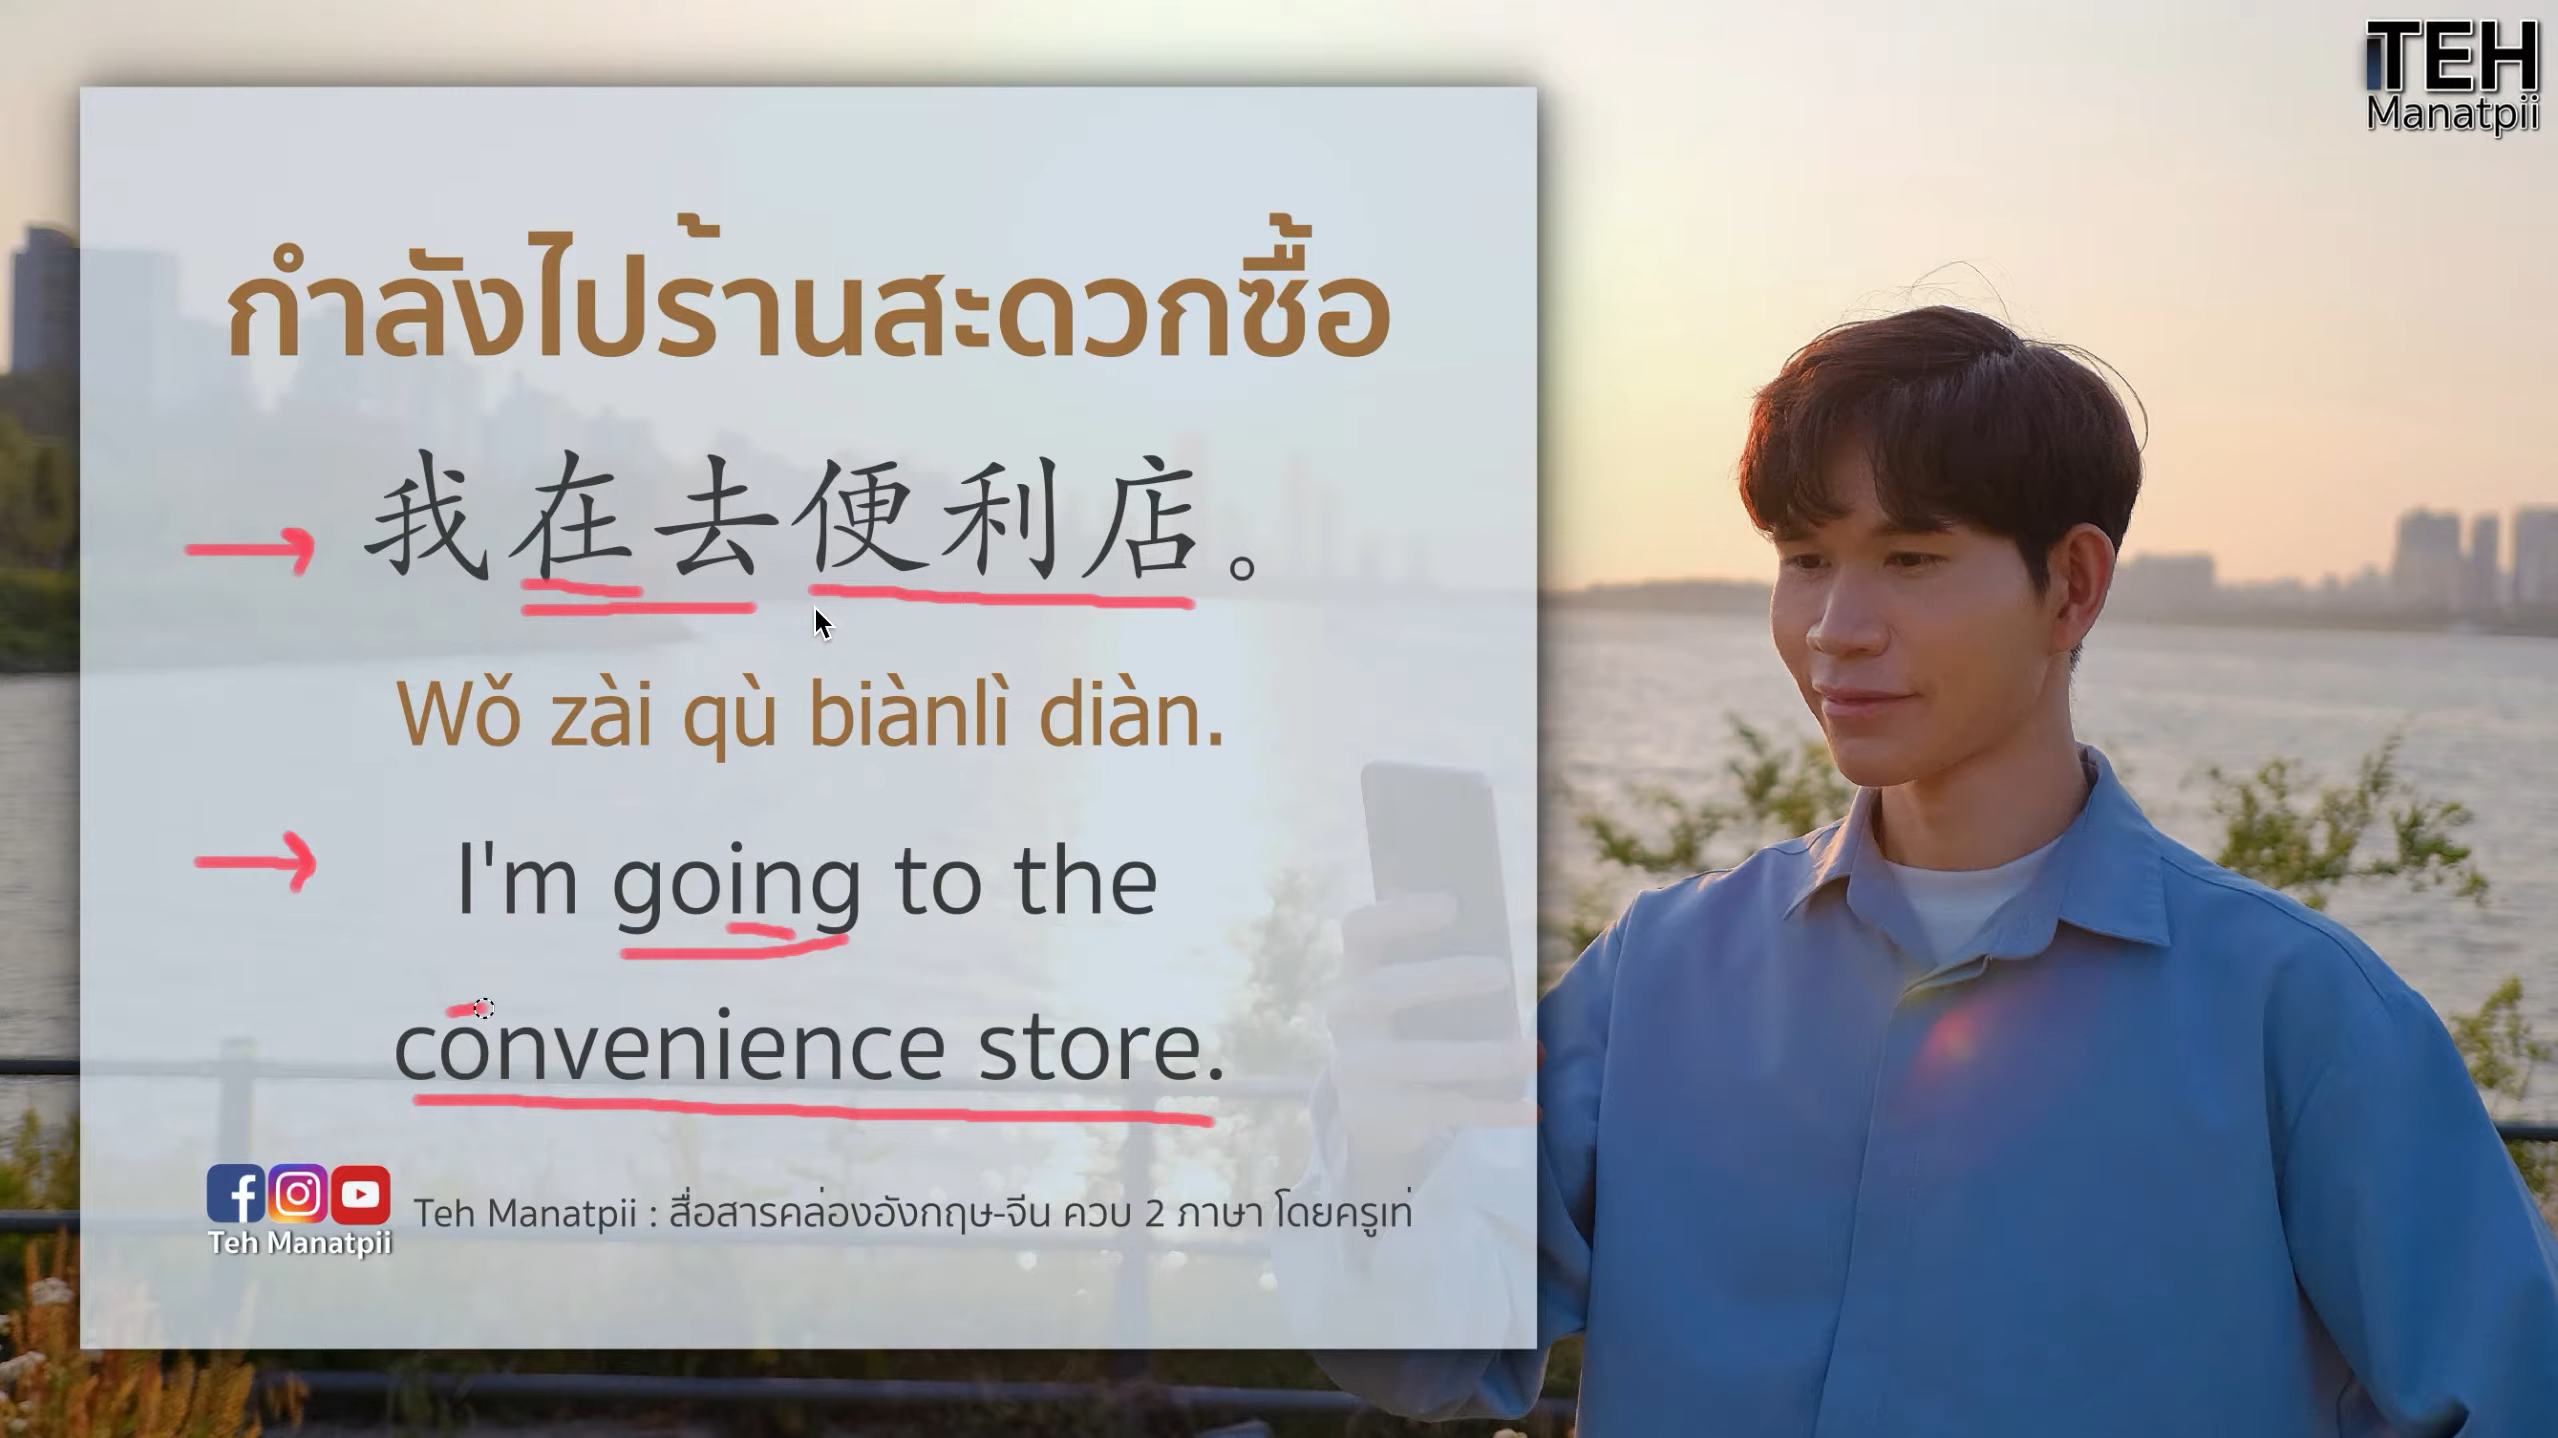 TEH
Manatpii
กำลังไปร้านสะดวกซื้อ
我在去便利店。
Wǒ zài qù biànlì diàn.
I'm going to the
convenience store.
Teh Manatpii : สื่อสารคล่องอังกฤษ-จีน ควบ 2 ภาษา โดยครูเท่
Teh Manatpii